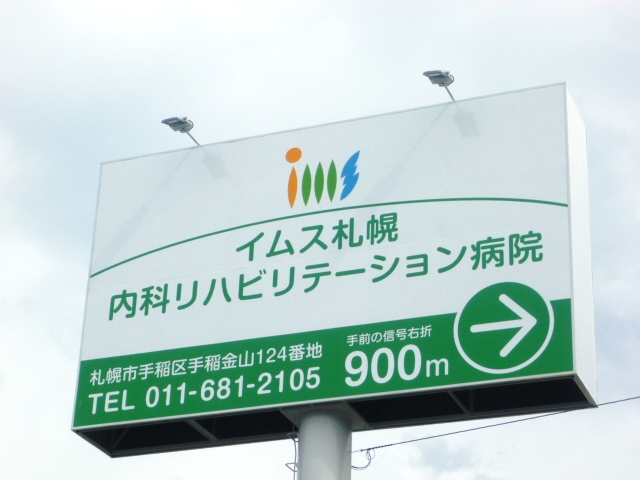 ims
イムス札幌
内科リハビリテーション病院
札幌市手稲区手稲金山124番地
TEL 011-681-2105
手前の信号右折
900m